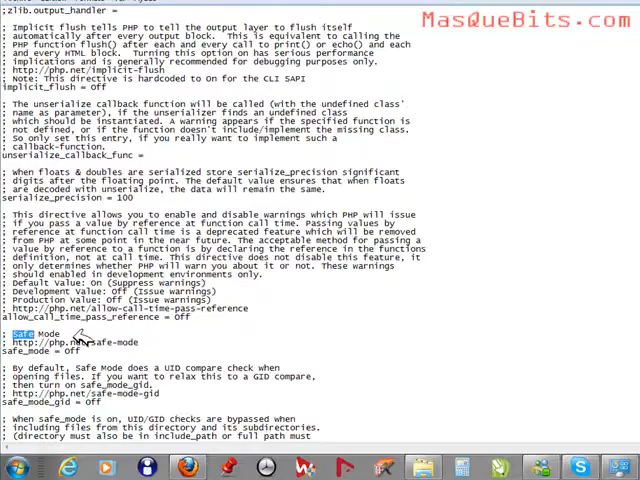 ;zlib.output_handler =
MasQueBits.com
; Implicit flush tells PHP to tell the output layer to flush itself
; automatically after every output block.  This is equivalent to calling the
; PHP function flush() after each and every call to print() or echo() and each
; and every HTML block.  Turning this option on has serious performance
; implications and is generally recommended for debugging purposes only.
; http://php.net/implicit-flush
; Note: This directive is hardcoded to On for the CLI SAPI
implicit_flush = Off
; The unserialize callback function will be called (with the undefined class'
; name as parameter), if the unserializer finds an undefined class
; which should be instantiated. A warning appears if the specified function is
; not defined, or if the function doesn't include/implement the missing class.
; So only set this entry, if you really want to implement such a
; callback-function.
unserialize_callback_func =
; When floats & doubles are serialized store serialize_precision significant
; digits after the floating point. The default value ensures that when floats
; are decoded with unserialize, the data will remain the same.
serialize_precision = 100
; This directive allows you to enable and disable warnings which PHP will issue
; if you pass a value by reference at function call time. Passing values by
; reference at function call time is a deprecated feature which will be removed
; from PHP at some point in the near future. The acceptable method for passing a
; value by reference to a function is by declaring the reference in the functions
; definition, not at call time. This directive does not disable this feature, it
; only determines whether PHP will warn you about it or not. These warnings
; should enabled in development environments only.
; Default Value: On (Suppress warnings)
; Development Value: Off (Issue warnings)
; Production Value: Off (Issue warnings)
; http://php.net/allow-call-time-pass-reference
allow_call_time_pass_reference = Off
; Safe Mode
; http://php.net/safe-mode
safe_mode = Off
; By default, Safe Mode does a UID compare check when
; opening files. If you want to relax this to a GID compare,
; then turn on safe_mode_gid.
; http://php.net/safe-mode-gid
safe_mode_gid = Off
; When safe_mode is on, UID/GID checks are bypassed when
; including files from this directory and its subdirectories.
; (directory must also be in include_path or full path must